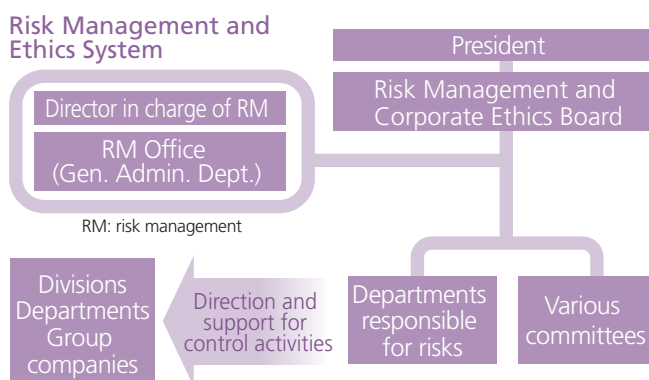 Risk Management and
Ethics System
President
Risk Management and
Corporate Ethics Board
Director in charge of RM
RM Office
(Gen. Admin. Dept.)
RM: risk management
Divisions
Departments
Group
companies
Direction and
support for
control activities
Departments
responsible
for risks
Various
committees